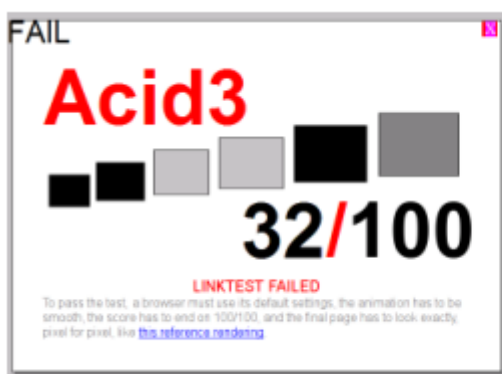 FAIL
X
Acid3
32/100
LINKTEST FAILED
To pass the test, a browser must use its default settings, the animation has to be
smooth, the score has to end on 100/100, and the final page has to look exactly,
pixel for pixel, like this reference rendering